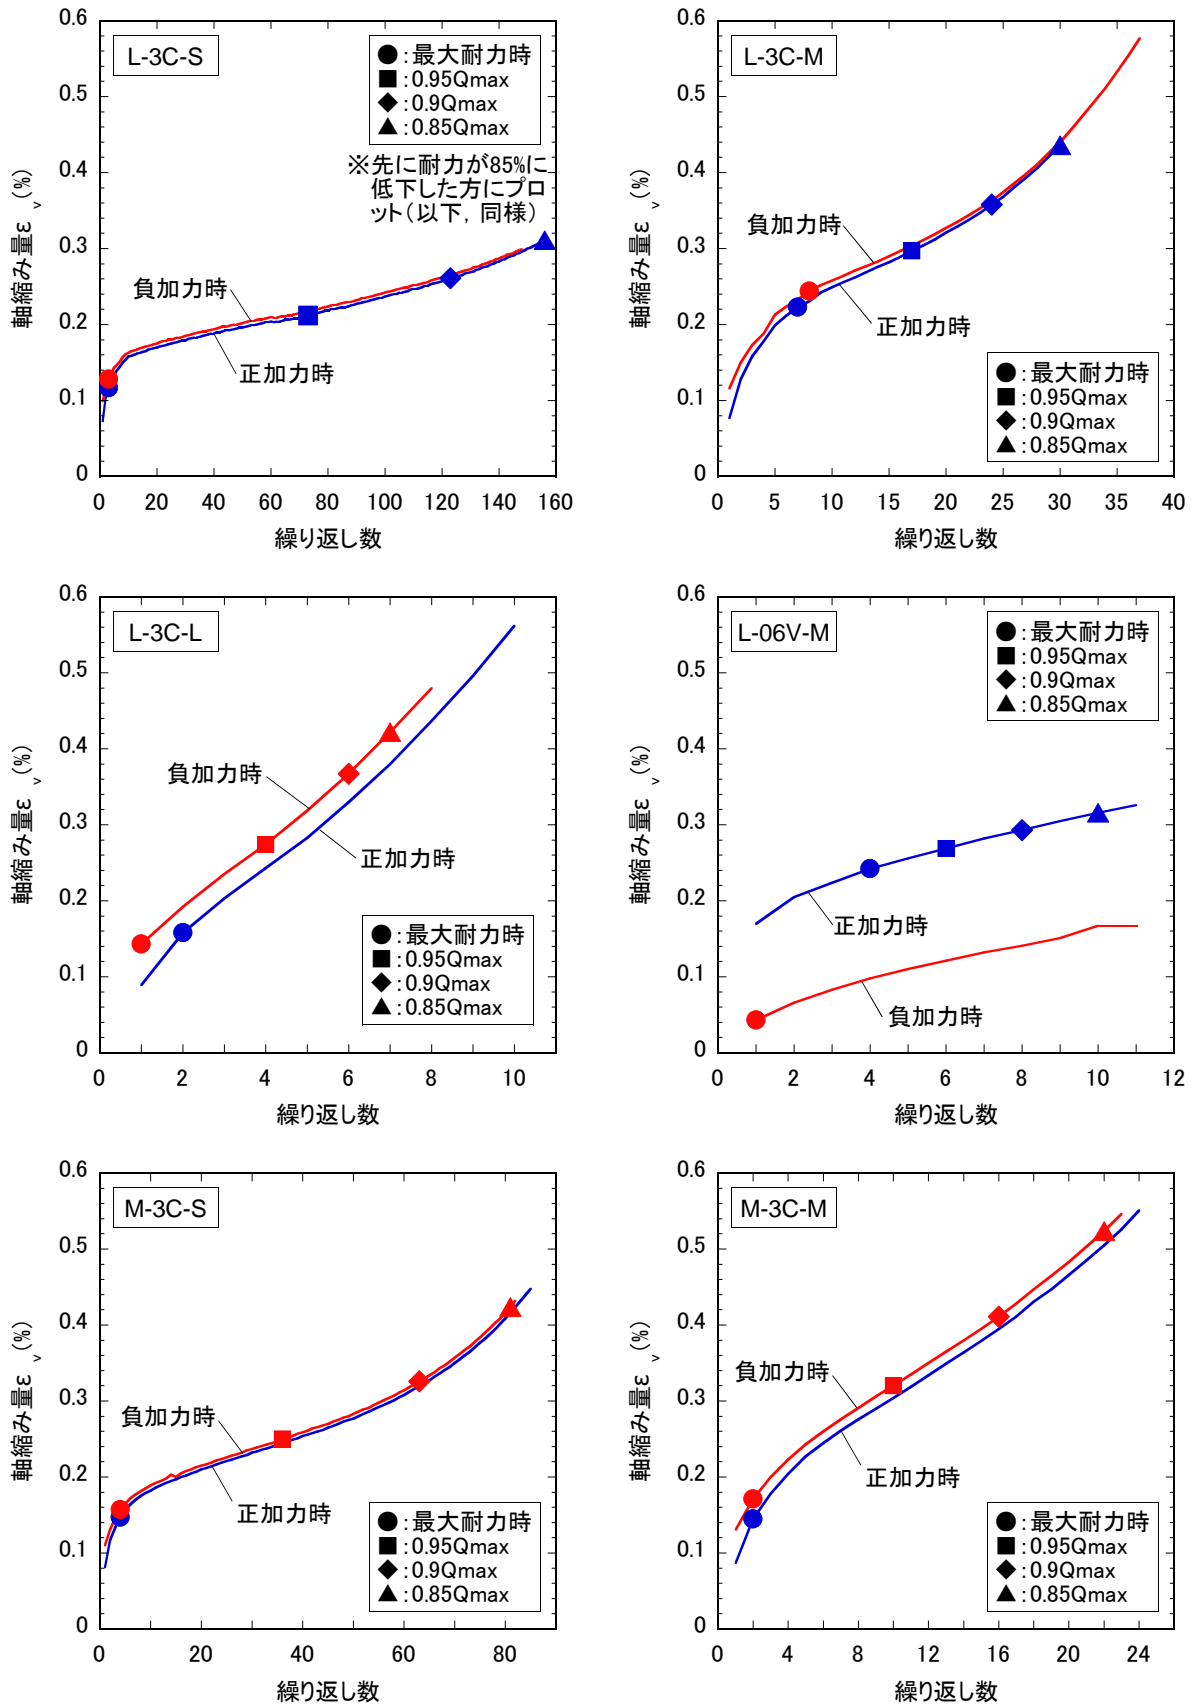 0.6
0.5
0.4
0.3
0.2
0.1
0
軸縮み量εv(%)
L-3C-S
●:最大耐力時
■:0.95Qmax
◆:0.9Qmax
▲:0.85Qmax
※先に耐力が85%に
低下した方にプロ
ット(以下,同様)
負加力時
正加力時
0 20 40 60 80 100 120 140 160
繰り返し数
0.6
0.5
0.4
0.3
0.2
0.1
0
軸縮み量εv(%)
L-3C-M
負加力時
正加力時
●:最大耐力時
■:0.95Qmax
◆:0.9Qmax
▲:0.85Qmax
0 5 10 15 20 25 30 35 40
繰り返し数
0.6
0.5
0.4
0.3
0.2
0.1
0
軸縮み量εv(%)
L-3C-L
負加力時
正加力時
●:最大耐力時
■:0.95Qmax
◆:0.9Qmax
▲:0.85Qmax
0 2 4 6 8 10
繰り返し数
0.6
0.5
0.4
0.3
0.2
0.1
0
軸縮み量εv(%)
L-06V-M
●:最大耐力時
■:0.95Qmax
◆:0.9Qmax
▲:0.85Qmax
正加力時
負加力時
0 2 4 6 8 10 12
繰り返し数
0.6
0.5
0.4
0.3
0.2
0.1
0
軸縮み量εv(%)
M-3C-S
負加力時
正加力時
●:最大耐力時
■:0.95Qmax
◆:0.9Qmax
▲:0.85Qmax
0 20 40 60 80
繰り返し数
0.6
0.5
0.4
0.3
0.2
0.1
0
軸縮み量εv(%)
M-3C-M
負加力時
正加力時
●:最大耐力時
■:0.95Qmax
◆:0.9Qmax
▲:0.85Qmax
0 4 8 12 16 20 24
繰り返し数